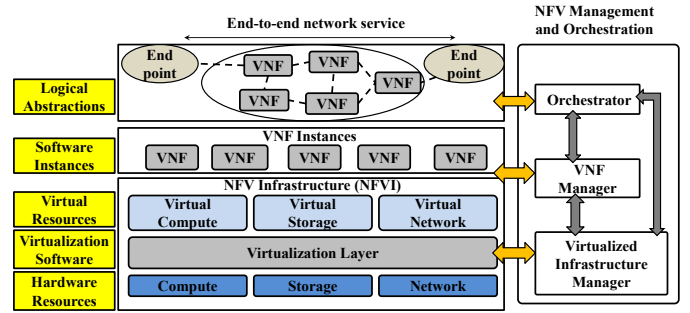 End-to-end network service
NFV Management
and Orchestration
End
point
VNF
VNF
VNF
VNF
VNF
End
point
Logical
Abstractions
Orchestrator
VNF Instances
Software
Instances
VNF
VNF
VNF
VNF
VNF
VNF
Manager
NFV Infrastructure (NFVI)
Virtual
Resources
Virtual
Compute
Virtual
Storage
Virtual
Network
Virtualization
Software
Virtualization Layer
Virtualized
Infrastructure
Manager
Hardware
Resources
Compute
Storage
Network